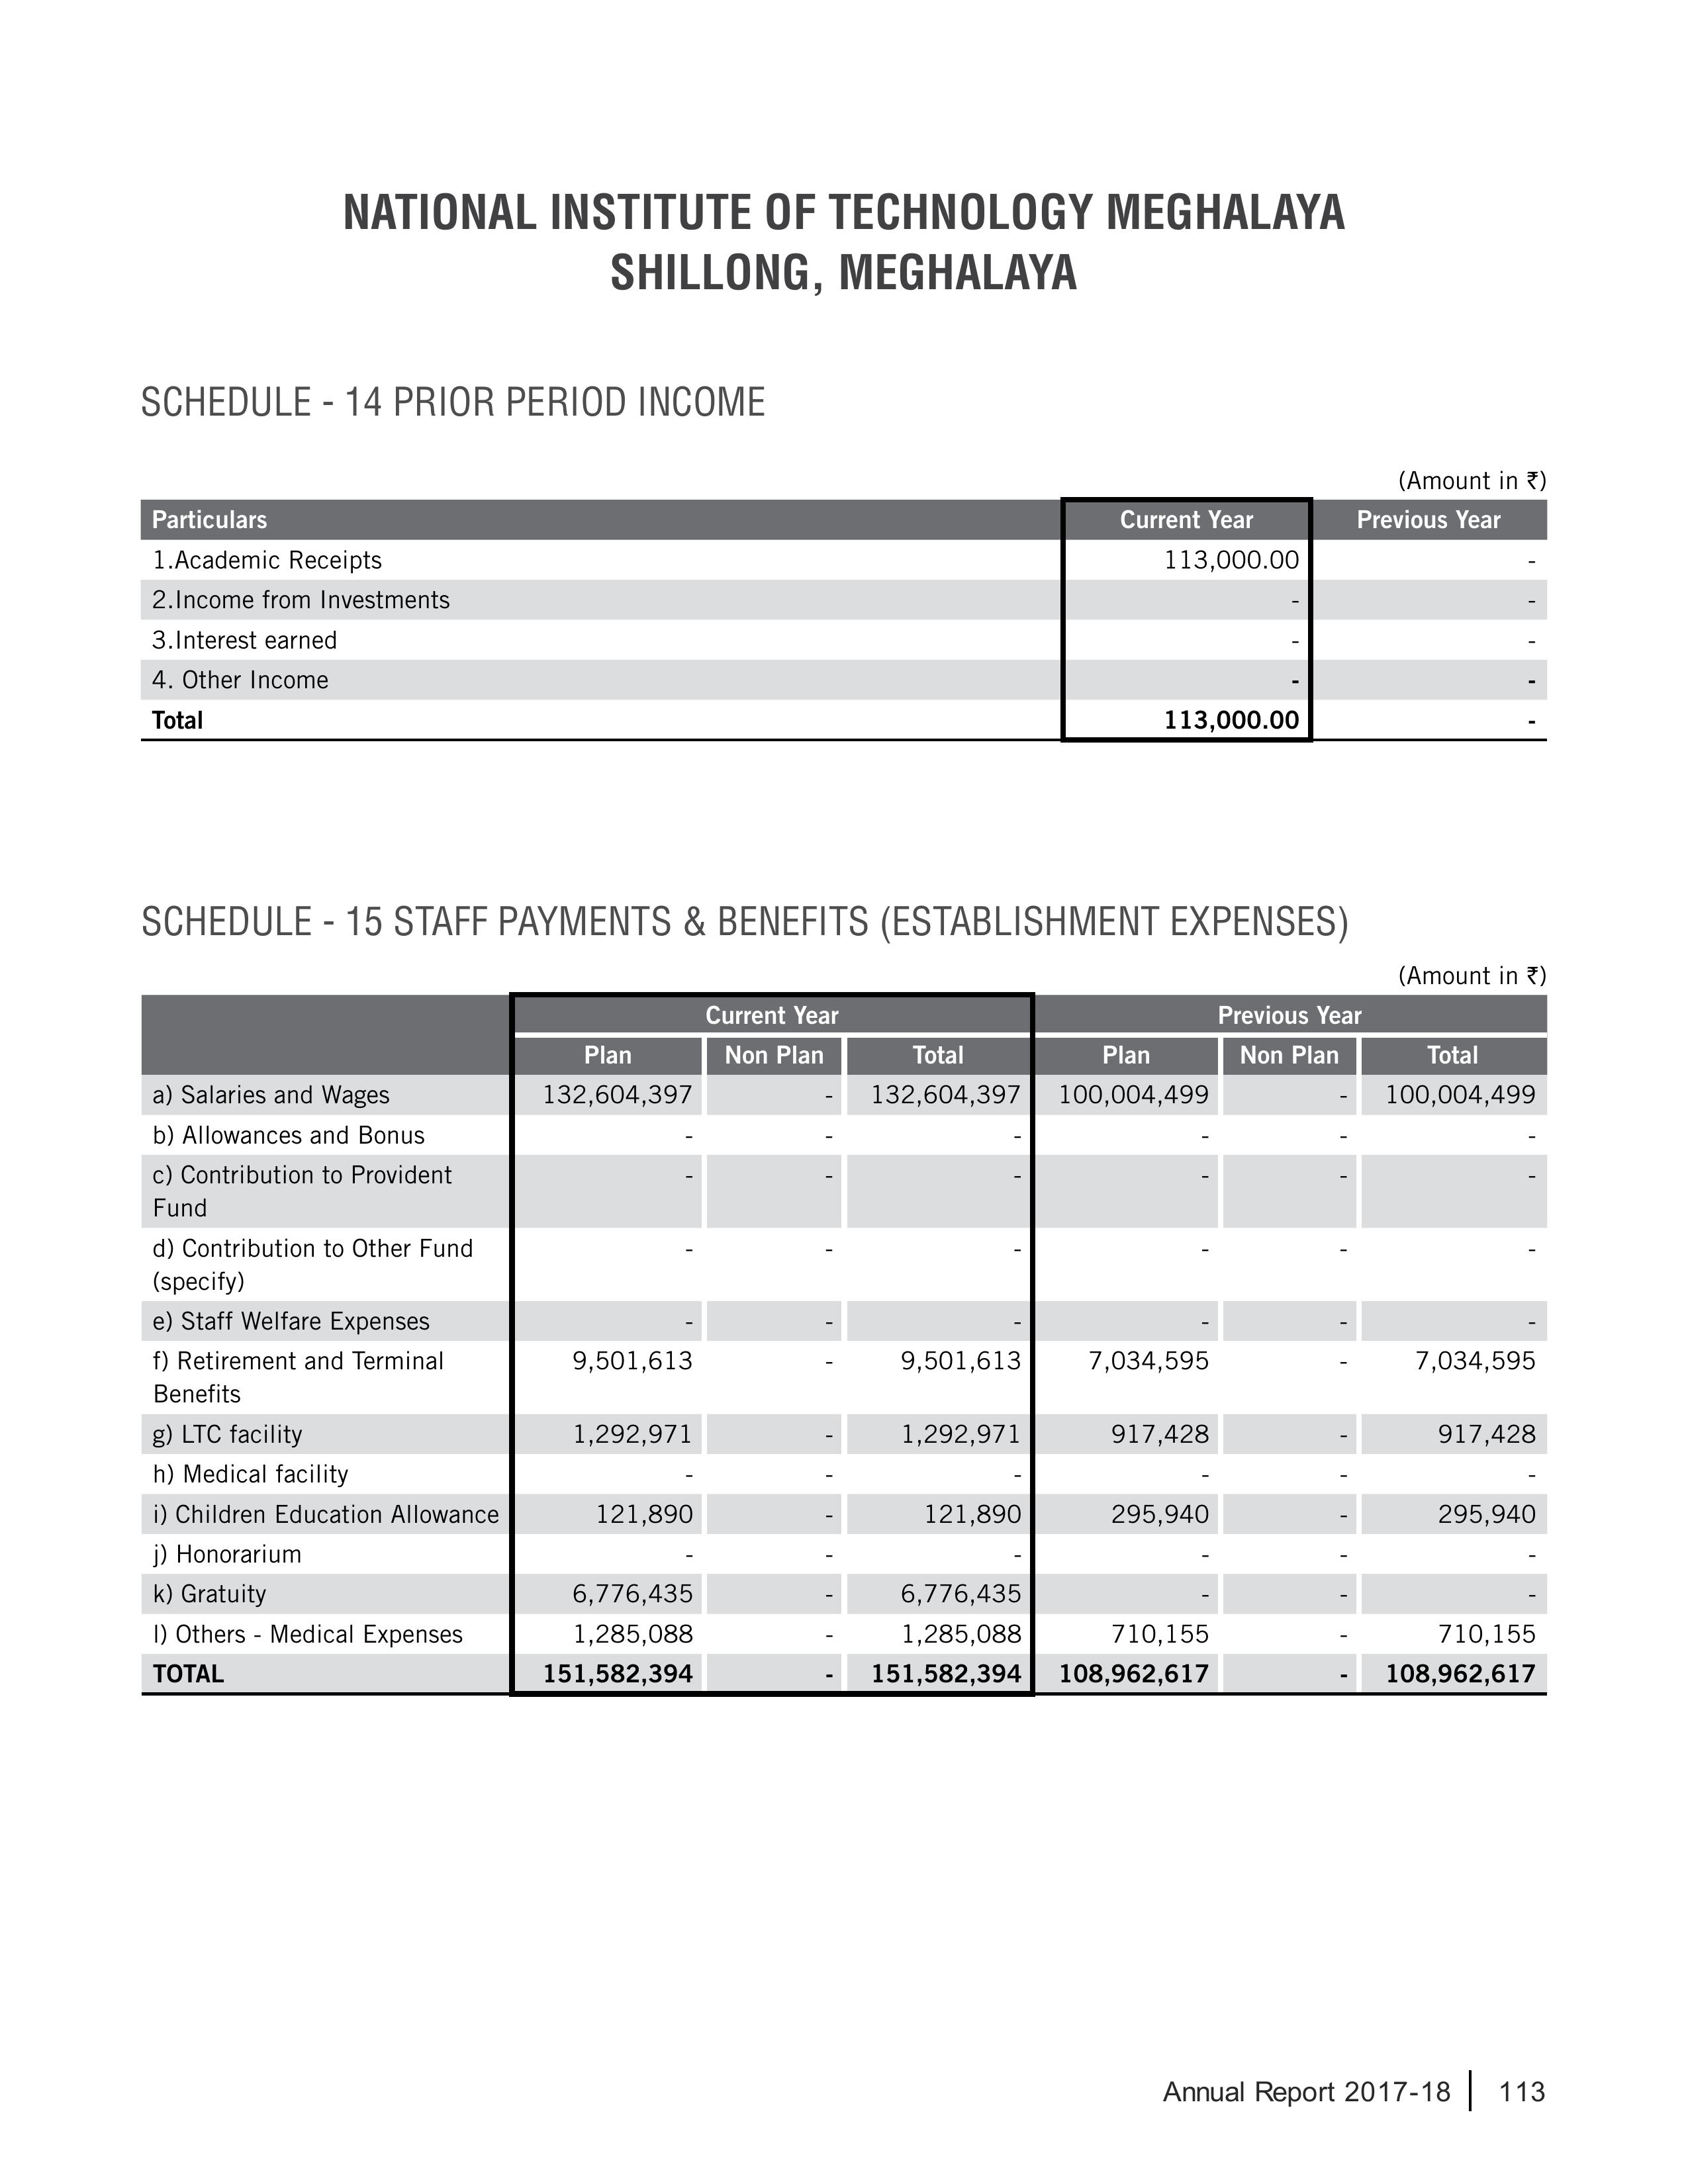 NATIONAL INSTITUTE OF TECHNOLOGY MEGHALAYA
SHILLONG, MEGHALAYA
SCHEDULE - 14 PRIOR PERIOD INCOME
(Amount in ₹)
Particulars Current Year Previous Year
1.Academic Receipts 113,000.00 -
2.Income from Investments - -
3.Interest earned - -
4. Other Income - -
Total 113,000.00 -
SCHEDULE - 15 STAFF PAYMENTS & BENEFITS (ESTABLISHMENT EXPENSES)
(Amount in ₹)
Current Year Previous Year
Plan Non Plan Total Plan Non Plan Total
a) Salaries and Wages 132,604,397 - 132,604,397 100,004,499 - 100,004,499
b) Allowances and Bonus - - - - - -
c) Contribution to Provident - - - - - -
Fund
d) Contribution to Other Fund - - - - - -
(specify)
e) Staff Welfare Expenses - - - - - -
f) Retirement and Terminal 9,501,613 - 9,501,613 7,034,595 - 7,034,595
Benefits
g) LTC facility 1,292,971 - 1,292,971 917,428 - 917,428
h) Medical facility - - - - - -
i) Children Education Allowance 121,890 - 121,890 295,940 - 295,940
j) Honorarium - - - - - -
k) Gratuity 6,776,435 - 6,776,435 - - -
l) Others - Medical Expenses 1,285,088 - 1,285,088 710,155 - 710,155
TOTAL 151,582,394 - 151,582,394 108,962,617 - 108,962,617
Annual Report 2017-18 113